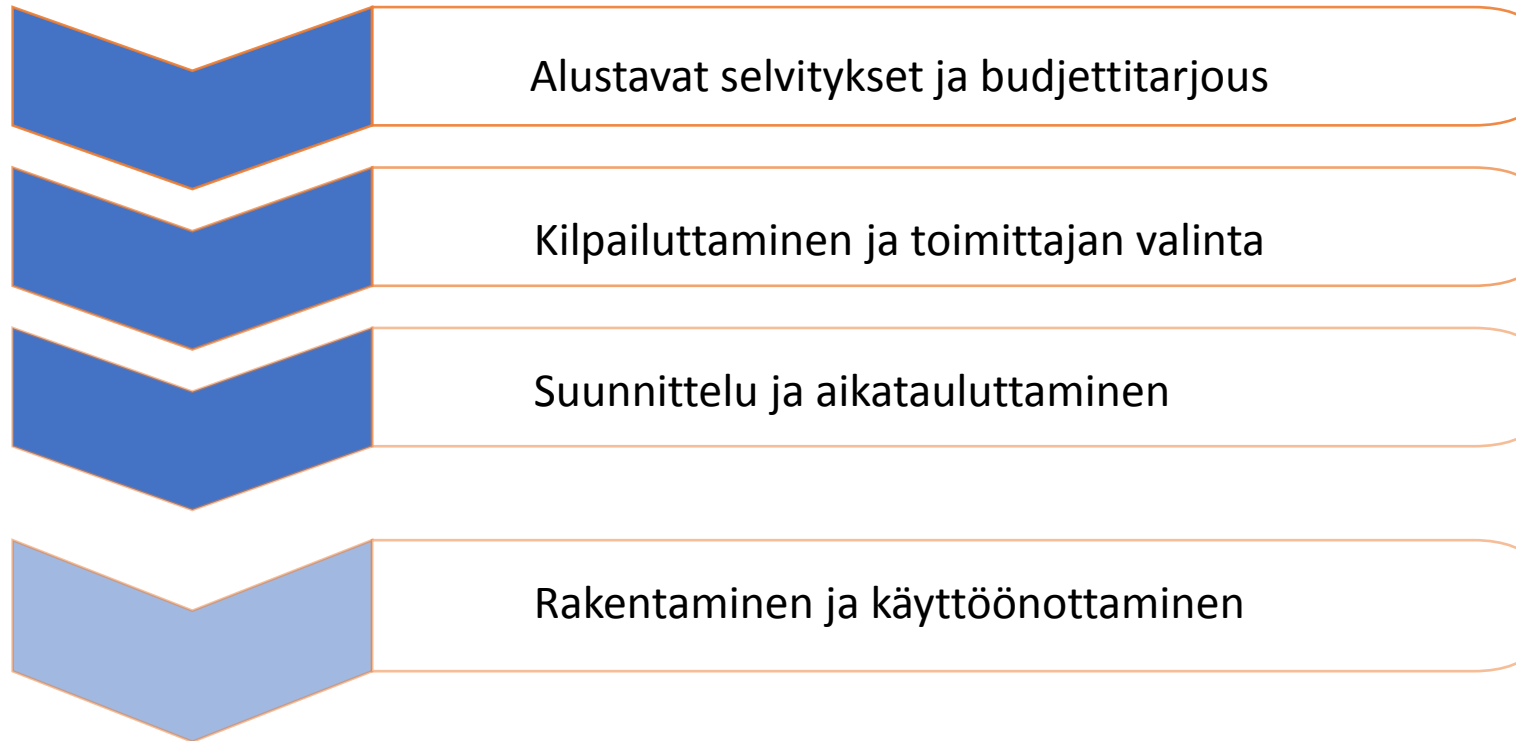 Alustavat selvitykset ja budjettitarjous
Kilpailuttaminen ja toimittajan valinta
Suunnittelu ja aikatauluttaminen
Rakentaminen ja käyttöönottaminen